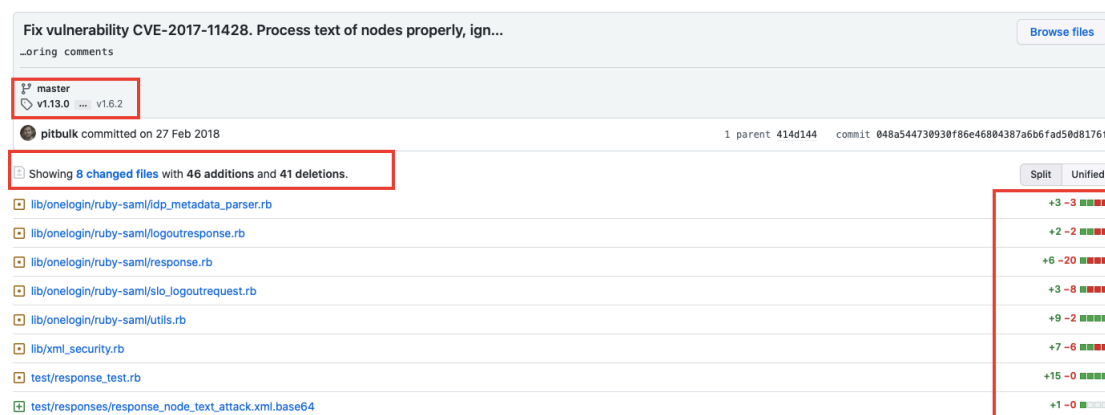 Fix vulnerability CVE-2017-11428. Process text of nodes properly, ign...
Browse files
…oring comments
master
v1.13.0 ... v1.6.2
pitbulk committed on 27 Feb 2018
1 parent 414d144 commit 048a544730930f86e46804387a6b6fad50d8176f
Showing 8 changed files with 46 additions and 41 deletions.
Split Unified
lib/onelogin/ruby-saml/idp_metadata_parser.rb +3 −3
lib/onelogin/ruby-saml/logoutresponse.rb +2 −2
lib/onelogin/ruby-saml/response.rb +6 −20
lib/onelogin/ruby-saml/slo_logoutrequest.rb +3 −8
lib/onelogin/ruby-saml/utils.rb +9 −2
lib/xml_security.rb +7 −6
test/response_test.rb +15 −0
test/responses/response_node_text_attack.xml.base64 +1 −0